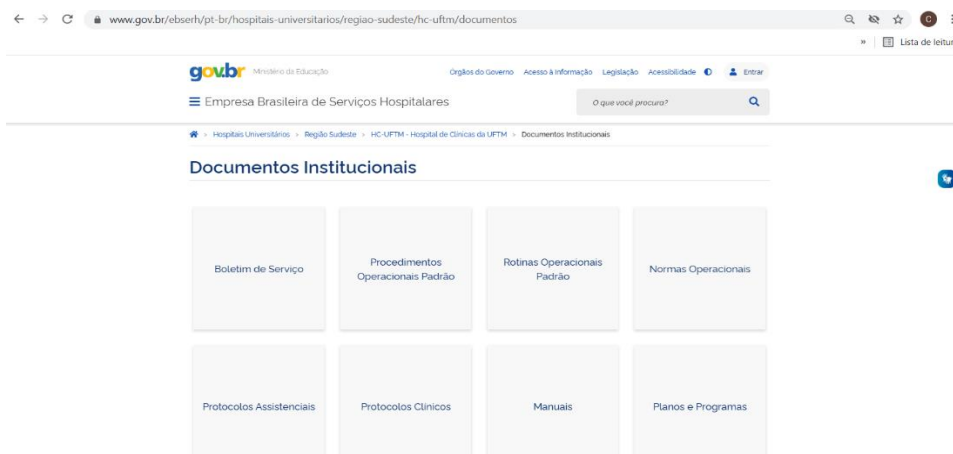 www.gov.br/ebserh/pt-br/hospitais-universitarios/regiao-sudeste/hc-uftm/documentos
C
» Lista de leitur
gov.br Ministério da Educação Órgãos do Governo Acesso à Informação Legislação Acessibilidade Entrar
Empresa Brasileira de Serviços Hospitalares O que você procura?
> Hospitais Universitários > Região Sudeste > HC-UFTM - Hospital de Clínicas da UFTM > Documentos Institucionais
Documentos Institucionais
Boletim de Serviço
Procedimentos
Operacionais Padrão
Rotinas Operacionais
Padrão
Normas Operacionais
Protocolos Assistenciais
Protocolos Clínicos
Manuais
Planos e Programas